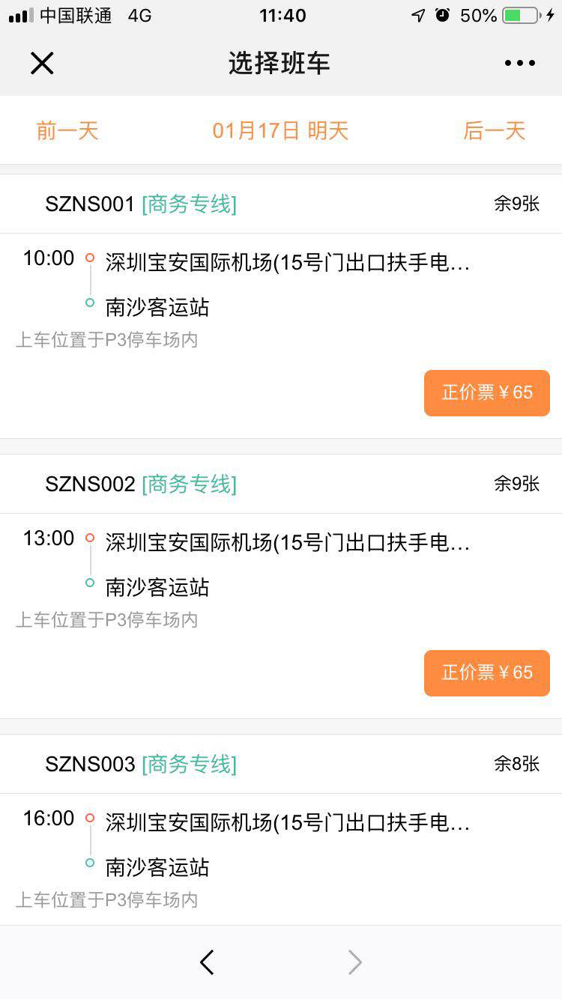 中国联通 4G 11:40 50%
选择班车
前一天 01月17日 明天 后一天
SZNS001 [商务专线] 余9张
10:00 深圳宝安国际机场(15号门出口扶手电...
南沙客运站
上车位置于P3停车场内
正价票￥65
SZNS002 [商务专线] 余9张
13:00 深圳宝安国际机场(15号门出口扶手电...
南沙客运站
上车位置于P3停车场内
正价票￥65
SZNS003 [商务专线] 余8张
16:00 深圳宝安国际机场(15号门出口扶手电...
南沙客运站
上车位置于P3停车场内